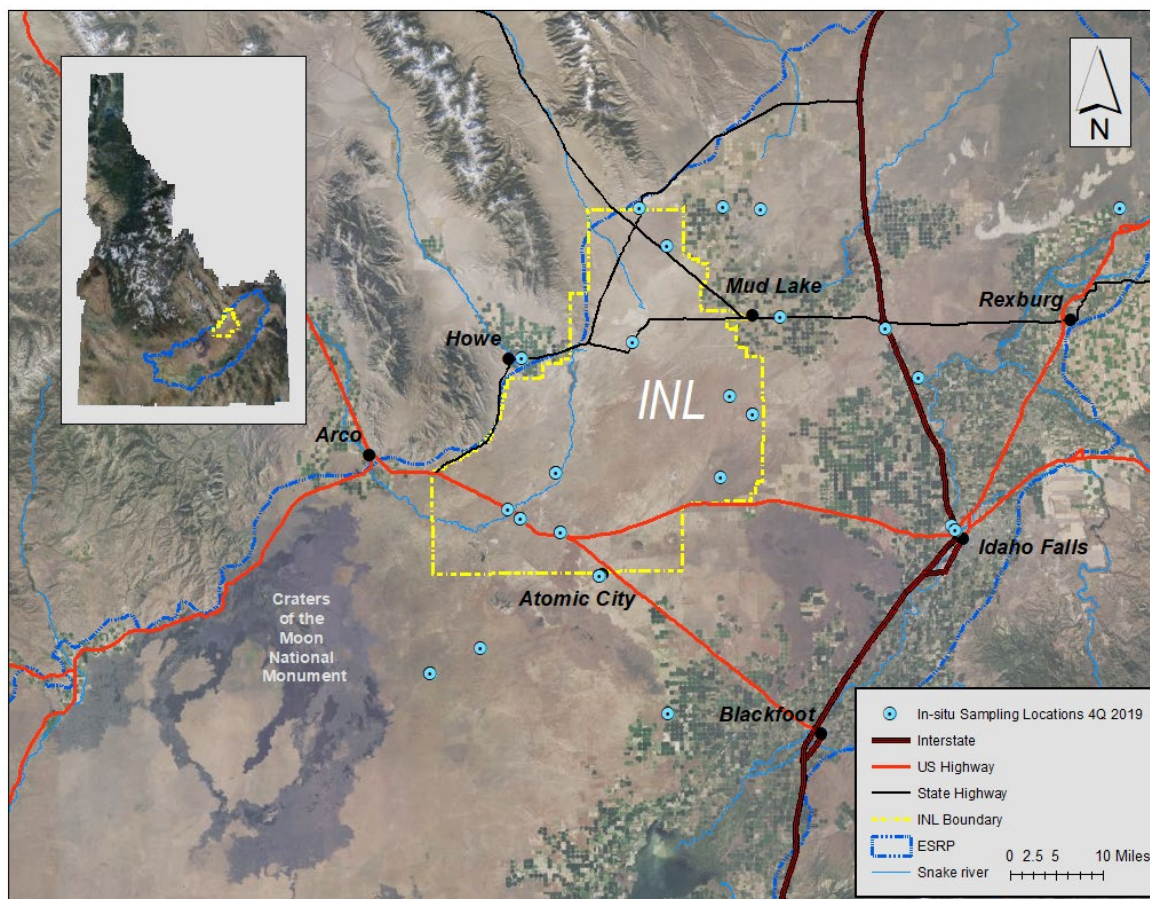 N
Mud Lake
Rexburg
Howe
INL
Arco
Idaho Falls
Atomic City
Craters
of the
Moon
National
Monument
Blackfoot
In-situ Sampling Locations 4Q 2019
Interstate
US Highway
State Highway
INL Boundary
ESRP
0 2.5 5 10 Miles
Snake river